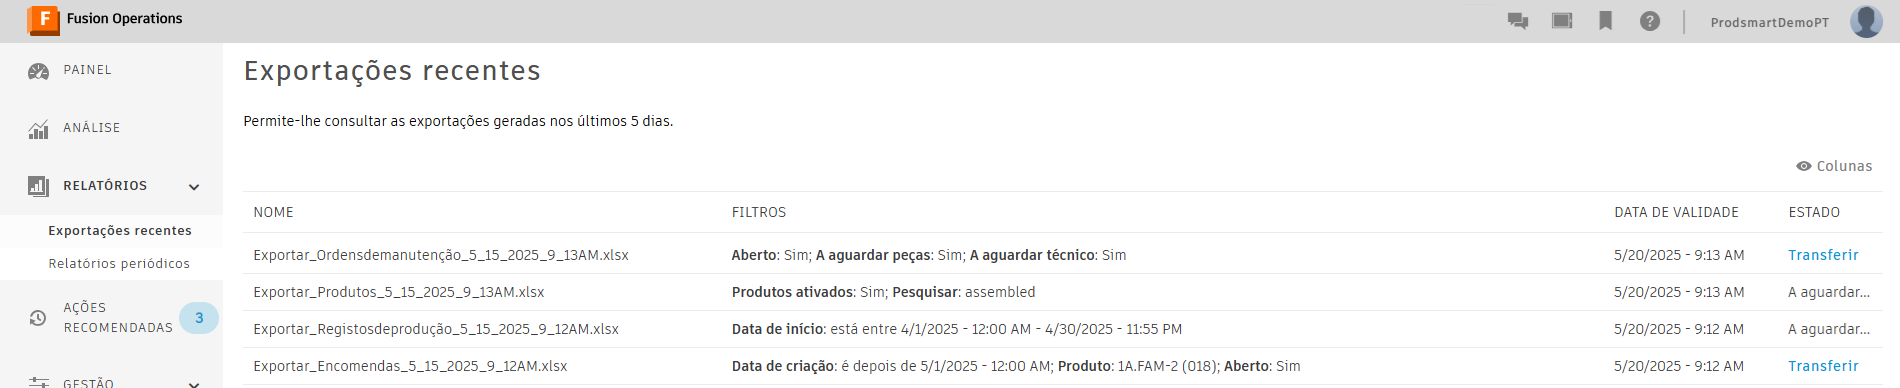 F Fusion Operations
? ProdsmartDemoPT
PAINEL
ANÁLISE
RELATÓRIOS
Exportações recentes
Relatórios periódicos
AÇÕES
RECOMENDADAS 3
GESTÃO
Exportações recentes
Permite-lhe consultar as exportações geradas nos últimos 5 dias.
Colunas
NOME FILTROS DATA DE VALIDADE ESTADO
Exportar_Ordensdemanutenção_5_15_2025_9_13AM.xlsx Aberto: Sim; A aguardar peças: Sim; A aguardar técnico: Sim 5/20/2025 - 9:13 AM Transferir
Exportar_Produtos_5_15_2025_9_13AM.xlsx Produtos ativados: Sim; Pesquisar: assembled 5/20/2025 - 9:13 AM A aguardar...
Exportar_Registosdeprodução_5_15_2025_9_12AM.xlsx Data de início: está entre 4/1/2025 - 12:00 AM - 4/30/2025 - 11:55 PM 5/20/2025 - 9:12 AM A aguardar...
Exportar_Encomendas_5_15_2025_9_12AM.xlsx Data de criação: é depois de 5/1/2025 - 12:00 AM; Produto: 1A.FAM-2 (018); Aberto: Sim 5/20/2025 - 9:12 AM Transferir